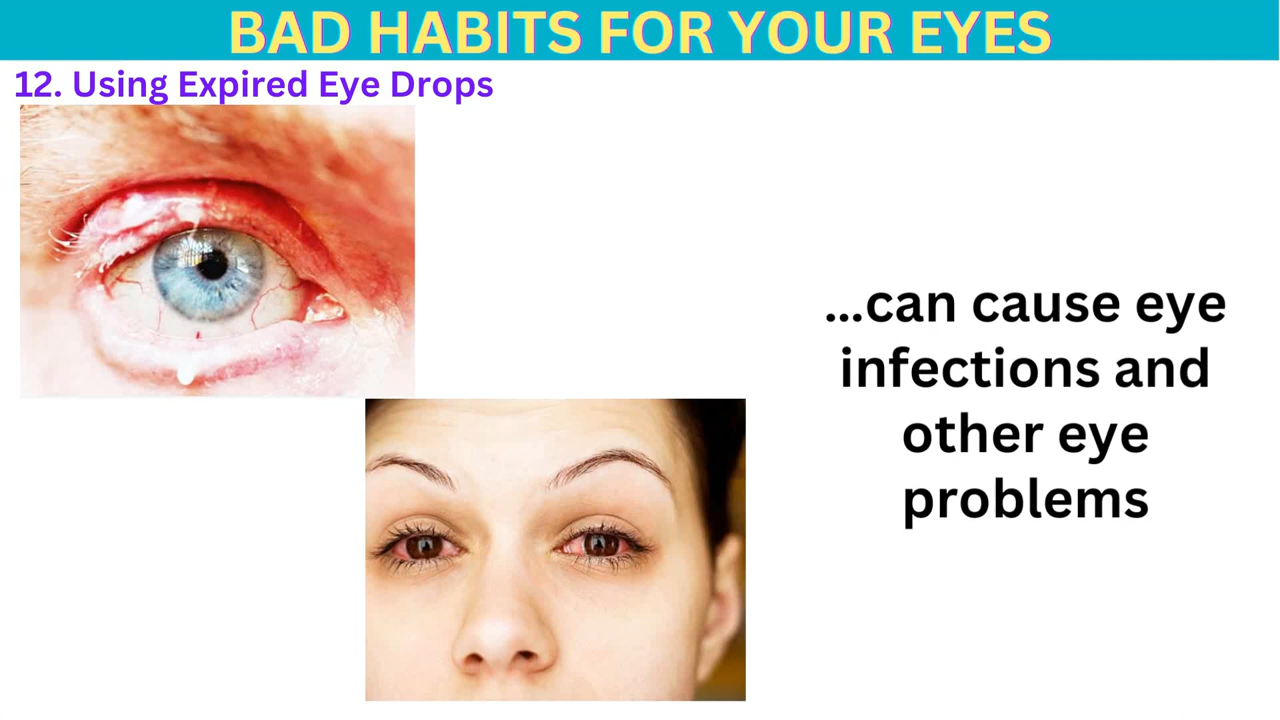 BAD HABITS FOR YOUR EYES
12. Using Expired Eye Drops
...can cause eye
infections and
other eye
problems